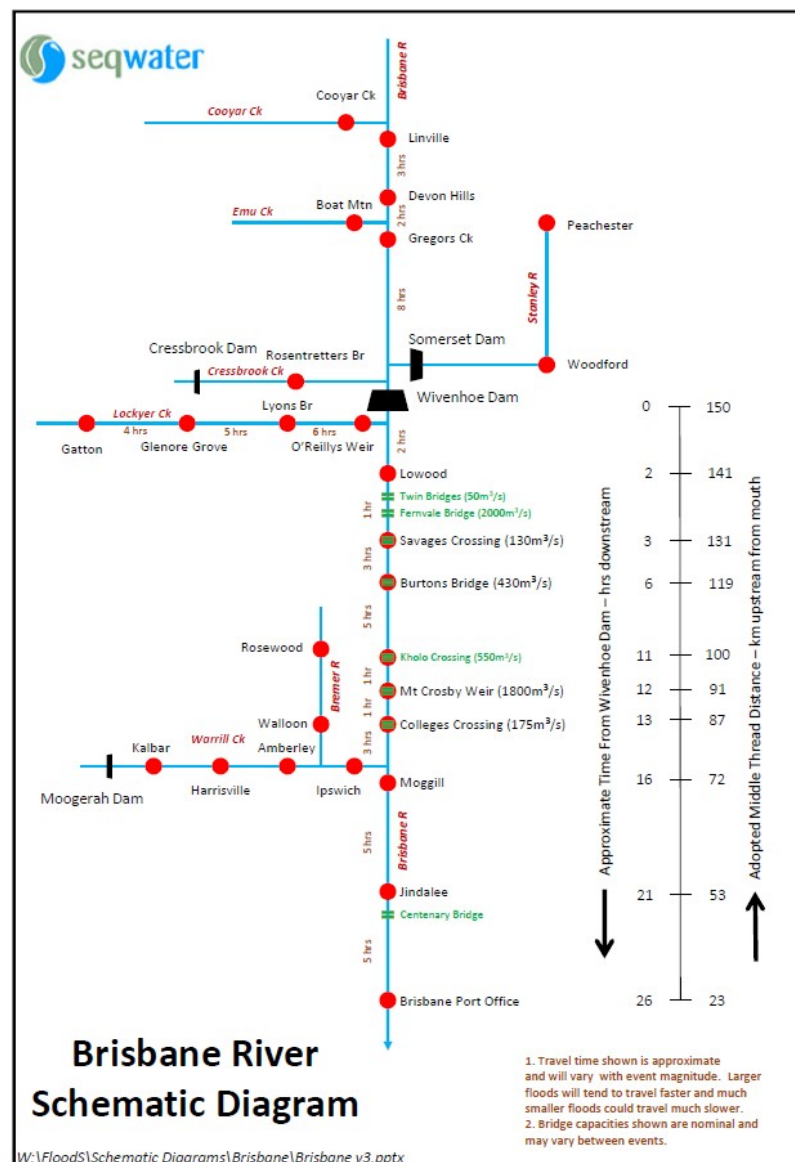 seqwater
Brisbane R
Cooyar Ck
Cooyar Ck
Linville
3 hrs
Devon Hills
Boat Mtn
Emu Ck
2 hrs
Gregors Ck
Peachester
Stanley R
8 hrs
Somerset Dam
Cressbrook Dam
Rosentretters Br
Woodford
Cressbrook Ck
Wivenhoe Dam
0 150
Lyons Br
Lockyer Ck
4 hrs 5 hrs 6 hrs
Gatton Glenore Grove O'Reillys Weir
2 hrs
Lowood
2 141
Twin Bridges (50m³/s)
1 hr
Fernvale Bridge (2000m³/s)
Savages Crossing (130m³/s)
3 131
3 hrs
Burtons Bridge (430m³/s)
6 119
5 hrs
Rosewood
Bremer R
Kholo Crossing (550m³/s)
11 100
1 hr
Mt Crosby Weir (1800m³/s)
12 91
1 hr
Walloon
Colleges Crossing (175m³/s)
13 87
Warrill Ck
3 hrs
Kalbar Amberley
Moogerah Dam Harrisville Ipswich
Moggill
16 72
Approximate Time From Wivenhoe Dam – hrs downstream
Adopted Middle Thread Distance – km upstream from mouth
5 hrs
Brisbane R
Jindalee
21 53
Centenary Bridge
5 hrs
Brisbane Port Office
26 23
Brisbane River
Schematic Diagram
1. Travel time shown is approximate
and will vary with event magnitude. Larger
floods will tend to travel faster and much
smaller floods could travel much slower.
2. Bridge capacities shown are nominal and
may vary between events.
W:\FloodS\Schematic Diagrams\Brisbane\Brisbane v3.pptx